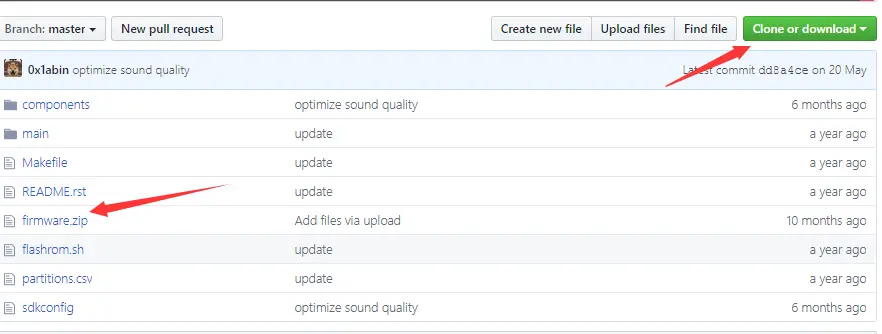 Branch: master New pull request Create new file Upload files Find file Clone or download
0x1abin optimize sound quality Latest commit dd8a4ce on 20 May
components optimize sound quality 6 months ago
main update a year ago
Makefile update a year ago
README.rst update a year ago
firmware.zip Add files via upload 10 months ago
flashrom.sh update a year ago
partitions.csv update a year ago
sdkconfig optimize sound quality 6 months ago